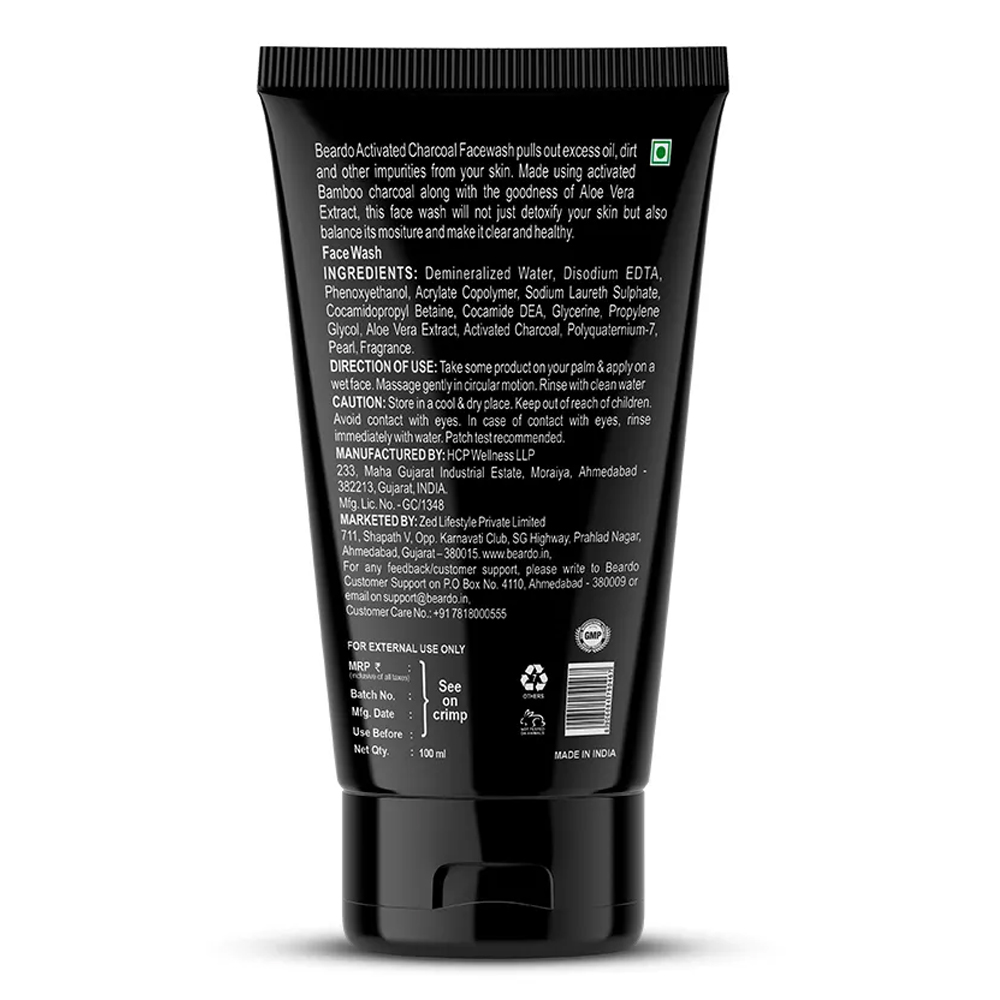 Beardo Activated Charcoal Facewash pulls out excess oil, dirt
and other impurities from your skin. Made using activated
Bamboo charcoal along with the goodness of Aloe Vera
Extract, this face wash will not just detoxify your skin but also
balance its mositure and make it clear and healthy.
Face Wash
INGREDIENTS: Demineralized Water, Disodium EDTA,
Phenoxyethanol, Acrylate Copolymer, Sodium Laureth Sulphate,
Cocamidopropyl Betaine, Cocamide DEA, Glycerine, Propylene
Glycol, Aloe Vera Extract, Activated Charcoal, Polyquaternium-7,
Pearl, Fragrance.
DIRECTION OF USE: Take some product on your palm & apply on a
wet face. Massage gently in circular motion. Rinse with clean water
CAUTION: Store in a cool & dry place. Keep out of reach of children.
Avoid contact with eyes. In case of contact with eyes, rinse
immediately with water. Patch test recommended.
MANUFACTURED BY: HCP Wellness LLP
233, Maha Gujarat Industrial Estate, Moraiya, Ahmedabad -
382213, Gujarat, INDIA.
Mfg. Lic. No. - GC/1348
MARKETED BY: Zed Lifestyle Private Limited
711, Shapath V, Opp. Karnavati Club, SG Highway, Prahlad Nagar,
Ahmedabad, Gujarat – 380015. www.beardo.in,
For any feedback/customer support, please write to Beardo
Customer Support on P.O Box No. 4110, Ahmedabad - 380009 or
email on support@beardo.in,
Customer Care No.: +91 7818000555
GMP
FOR EXTERNAL USE ONLY
MRP ₹ :
(inclusive of all taxes)
Batch No. :
Mfg. Date :
Use Before :
See
on
crimp
Net Qty. : 100 ml
7
OTHERS
NOT TESTED
ON ANIMALS
MADE IN INDIA